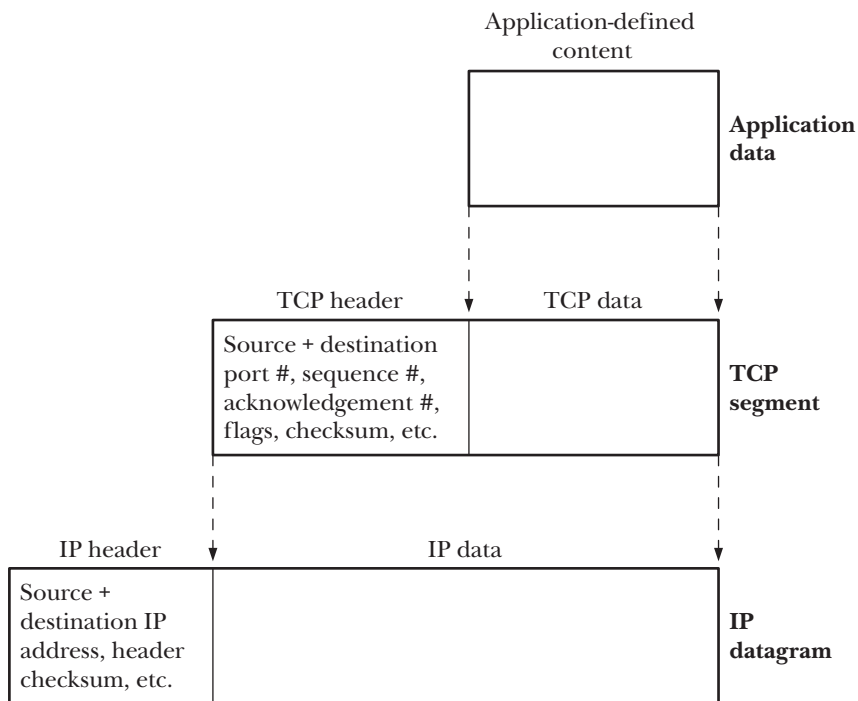 Application-defined
content
Application
data
TCP header
TCP data
Source + destination
port #, sequence #,
acknowledgement #,
flags, checksum, etc.
TCP
segment
IP header
IP data
Source +
destination IP
address, header
checksum, etc.
IP
datagram